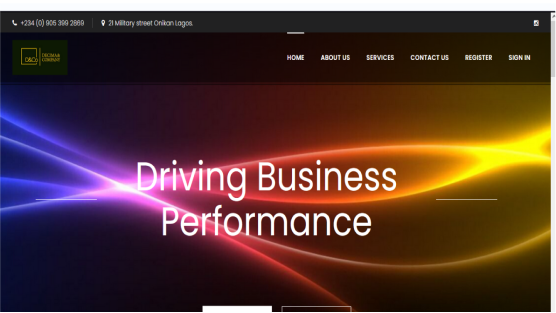 +234 (0) 905 399 2869
21 Military street Onikan Lagos.
D&Co
COMPANY
HOME
ABOUT US
SERVICES
CONTACT US
REGISTER
SIGN IN
Driving Business
Performance